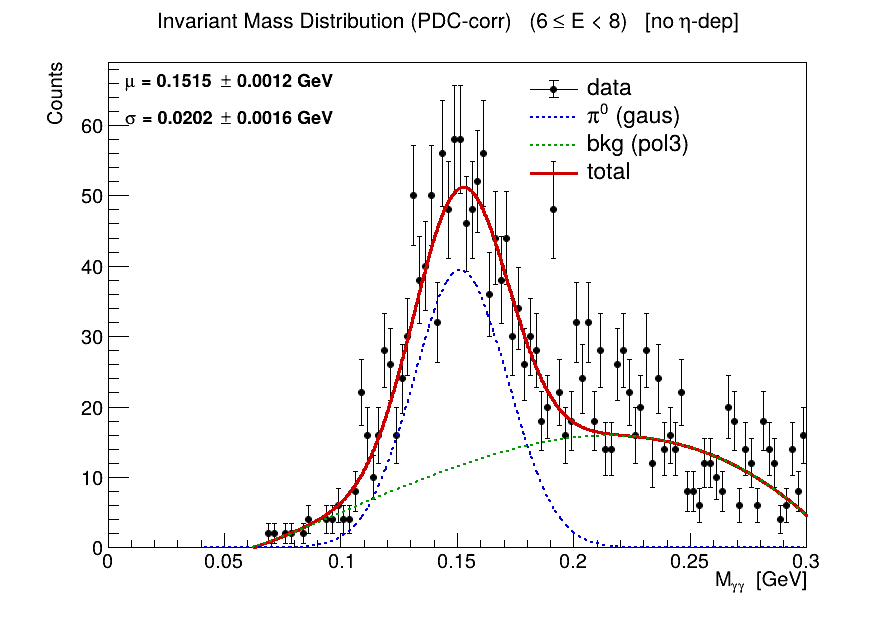 Invariant Mass Distribution (PDC-corr)   (6 ≤ E < 8)   [no η-dep]
Counts
μ = 0.1515 ± 0.0012 GeV
σ = 0.0202 ± 0.0016 GeV
data
π⁰ (gaus)
bkg (pol3)
total
60
50
40
30
20
10
0
0 0.05 0.1 0.15 0.2 0.25 0.3
Mγγ [GeV]